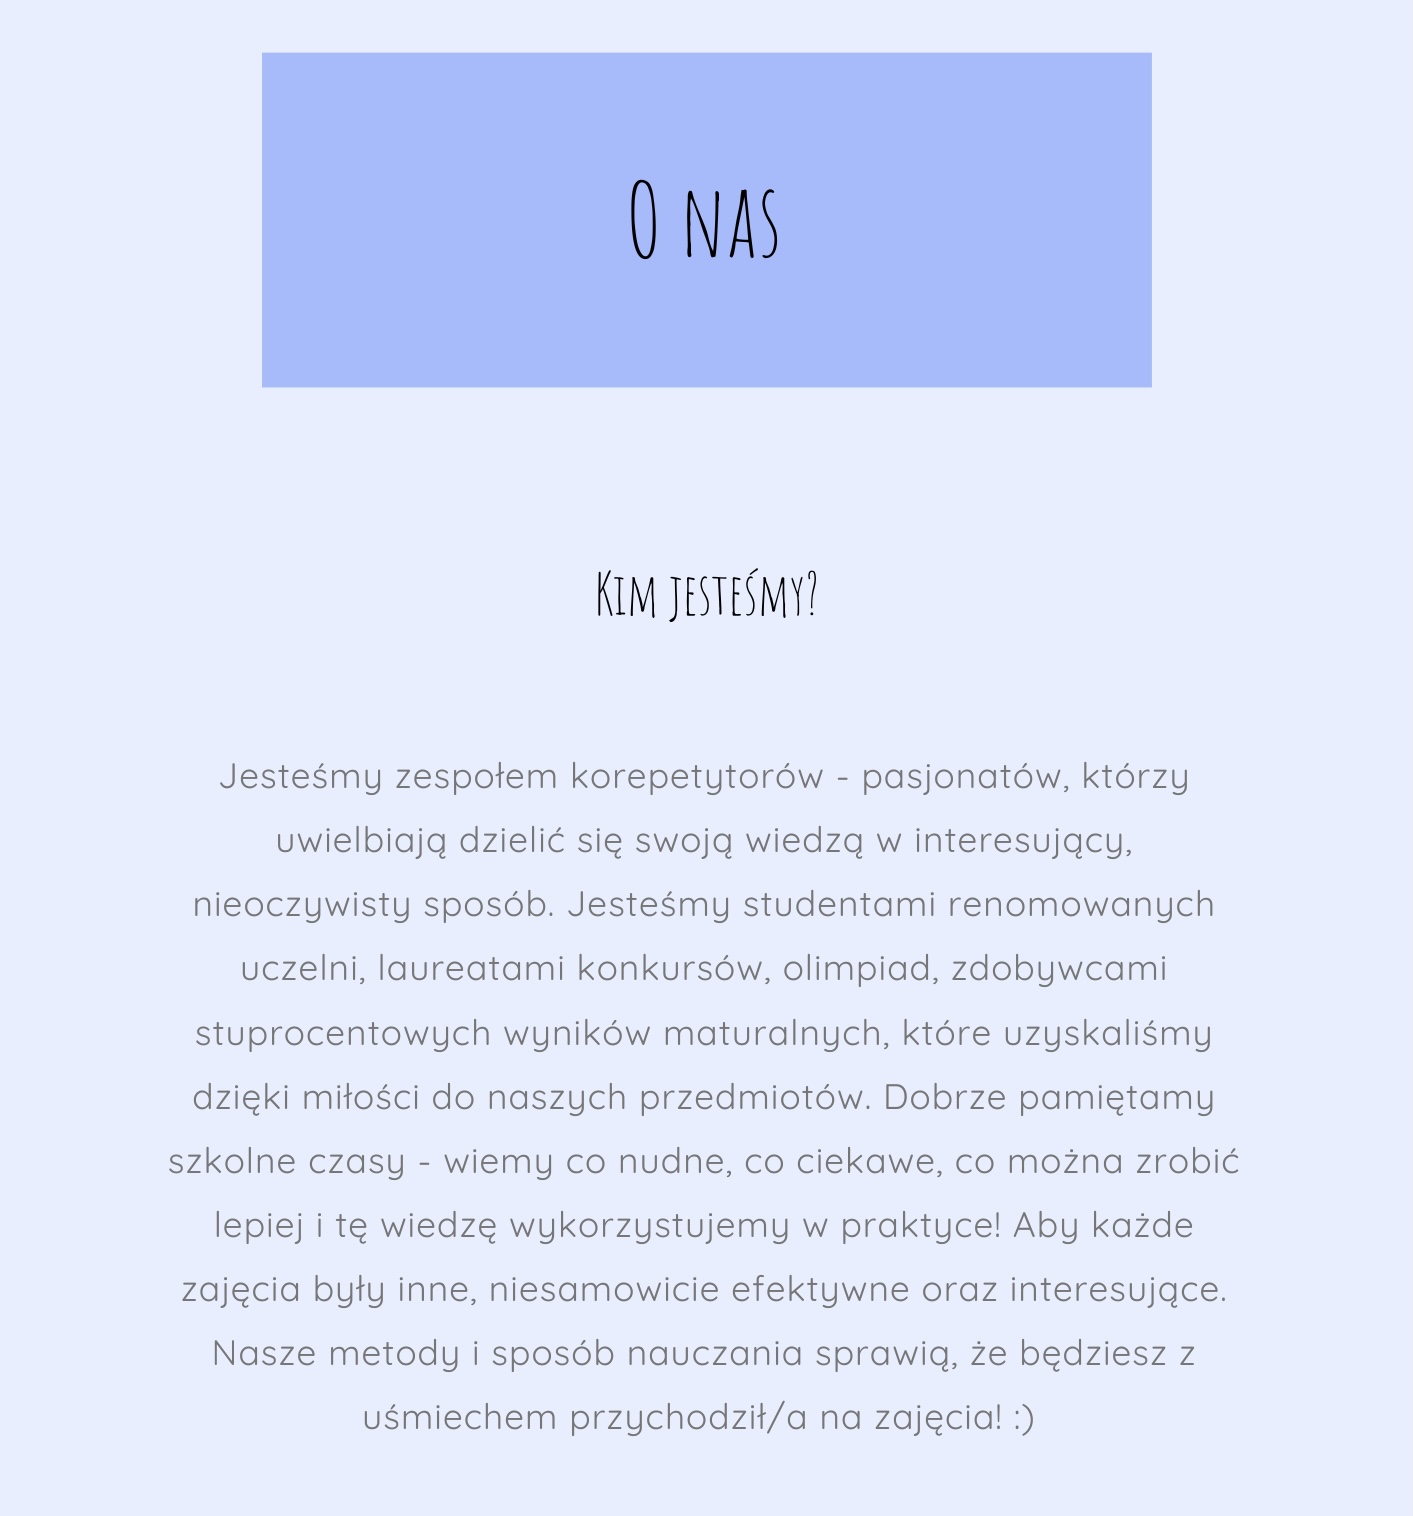 O nas
Kim jesteśmy?
Jesteśmy zespołem korepetytorów - pasjonatów, którzy
uwielbiają dzielić się swoją wiedzą w interesujący,
nieoczywisty sposób. Jesteśmy studentami renomowanych
uczelni, laureatami konkursów, olimpiad, zdobywcami
stuprocentowych wyników maturalnych, które uzyskaliśmy
dzięki miłości do naszych przedmiotów. Dobrze pamiętamy
szkolne czasy - wiemy co nudne, co ciekawe, co można zrobić
lepiej i tę wiedzę wykorzystujemy w praktyce! Aby każde
zajęcia były inne, niesamowicie efektywne oraz interesujące.
Nasze metody i sposób nauczania sprawią, że będziesz z
uśmiechem przychodził/a na zajęcia! :)